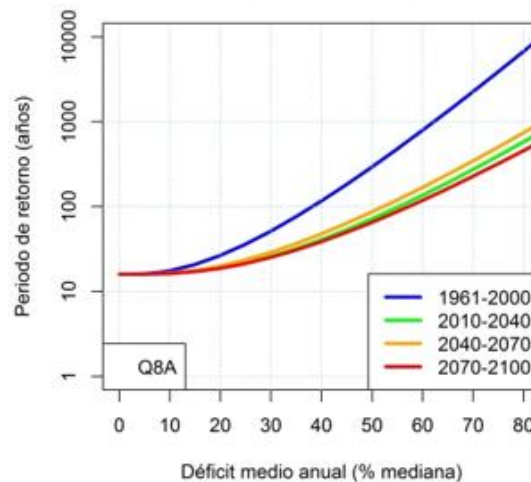 Periodo de retorno (años)
10000
1000
100
10
1
1961-2000
2010-2040
2040-2070
2070-2100
Q8A
0 10 20 30 40 50 60 70 80
Déficit medio anual (% mediana)